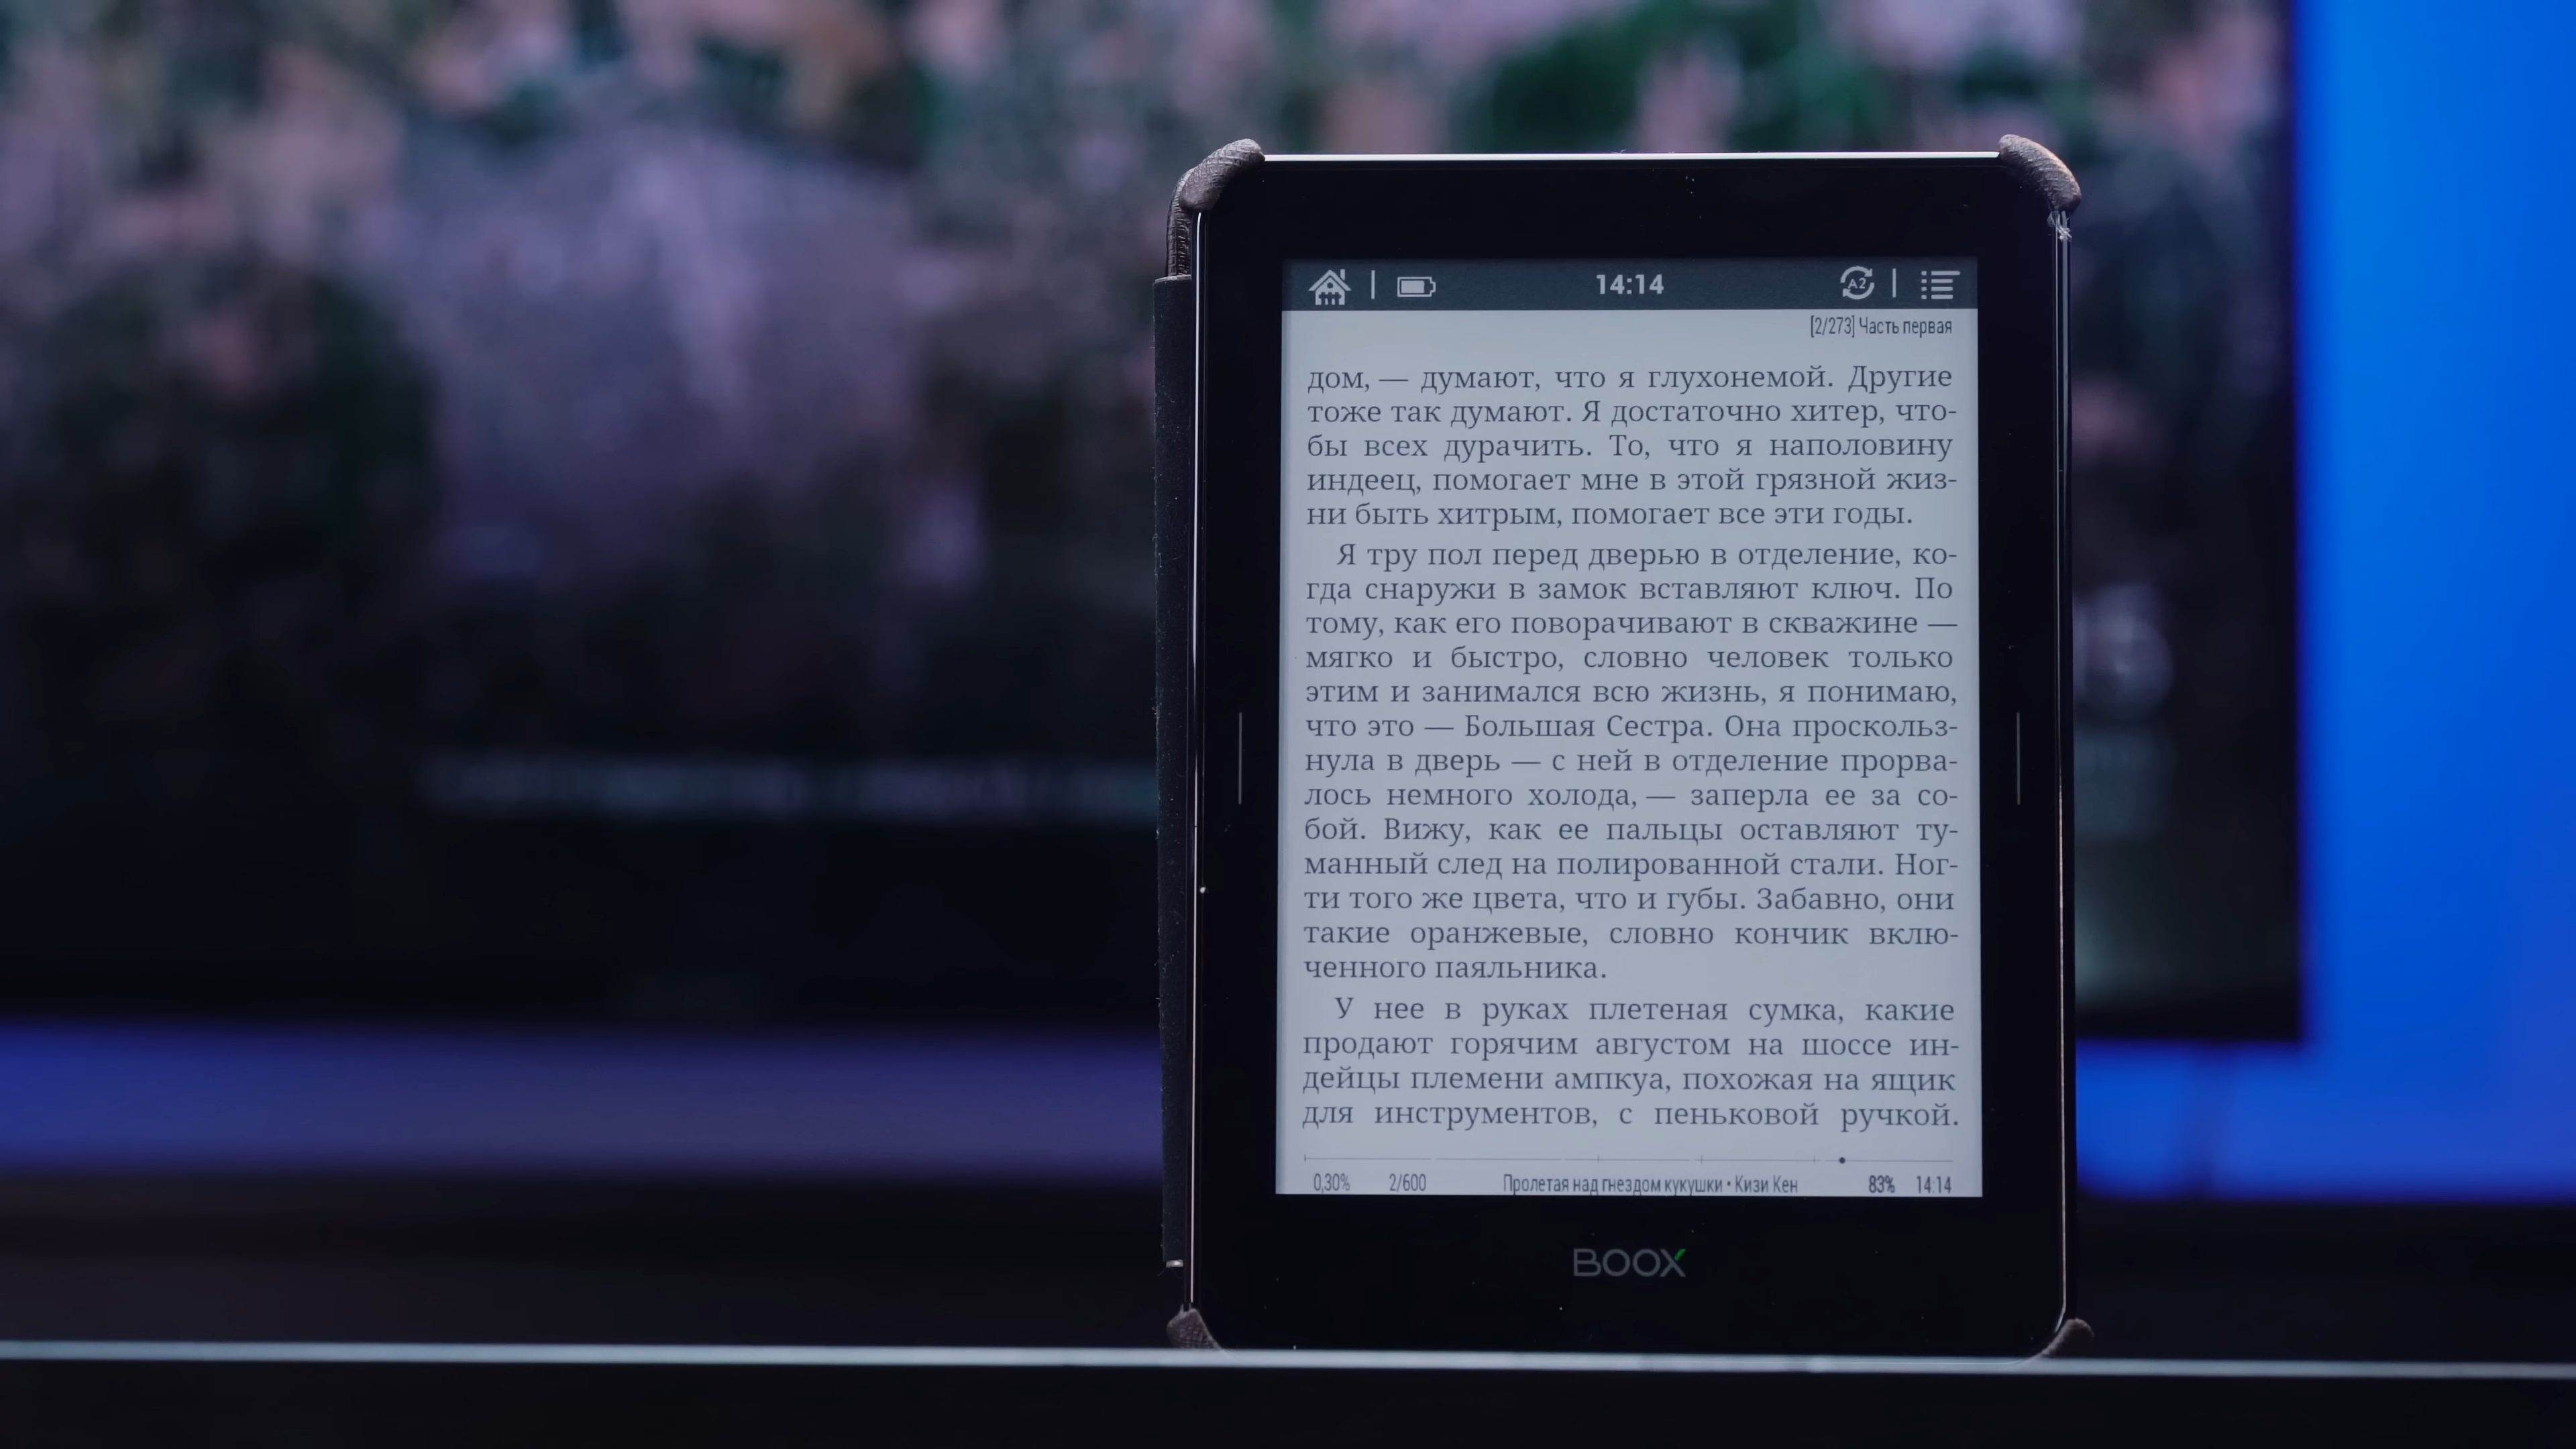 14:14
A2
[2/273] Часть первая
дом, — думают, что я глухонемой. Другие
тоже так думают. Я достаточно хитер, что-
бы всех дурачить. То, что я наполовину
индеец, помогает мне в этой грязной жиз-
ни быть хитрым, помогает все эти годы.
Я тру пол перед дверью в отделение, ко-
гда снаружи в замок вставляют ключ. По
тому, как его поворачивают в скважине —
мягко и быстро, словно человек только
этим и занимался всю жизнь, я понимаю,
что это — Большая Сестра. Она проскольз-
нула в дверь — с ней в отделение прорва-
лось немного холода, — заперла ее за со-
бой. Вижу, как ее пальцы оставляют ту-
манный след на полированной стали. Ног-
ти того же цвета, что и губы. Забавно, они
такие оранжевые, словно кончик вклю-
ченного паяльника.
У нее в руках плетеная сумка, какие
продают горячим августом на шоссе ин-
дейцы племени ампкуа, похожая на ящик
для инструментов, с пеньковой ручкой.
0,30% 2/600 Пролетая над гнездом кукушки • Кизи Кен 83% 14:14
BOOX